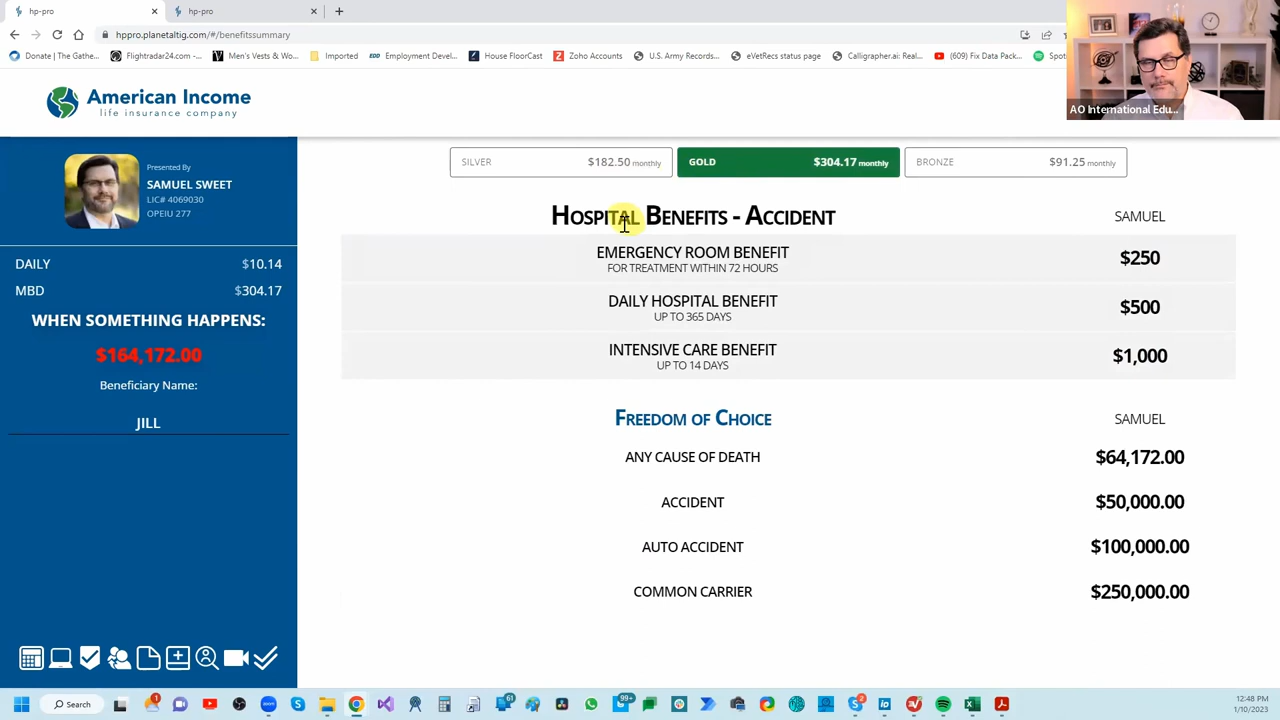 hp-pro
hp-pro
hppro.planetaltig.com/#/benefitssummary
Donate | The Gathe...
Flightradar24.com -...
Men's Vests & Wo...
Imported
EDD Employment Devel...
House FloorCast
Zoho Accounts
U.S. Army Records...
eVetRecs status page
Calligrapher.ai: Real...
(609) Fix Data Pack...
Spot
AO International Edu...
American Income
life insurance company
Presented By
SAMUEL SWEET
LIC# 4069030
OPEIU 277
DAILY $10.14
MBD $304.17
WHEN SOMETHING HAPPENS:
$164,172.00
Beneficiary Name:
JILL
SILVER $182.50 monthly
GOLD $304.17 monthly
BRONZE $91.25 monthly
HOSPITAL BENEFITS - ACCIDENT SAMUEL
EMERGENCY ROOM BENEFIT $250
FOR TREATMENT WITHIN 72 HOURS
DAILY HOSPITAL BENEFIT $500
UP TO 365 DAYS
INTENSIVE CARE BENEFIT $1,000
UP TO 14 DAYS
FREEDOM OF CHOICE SAMUEL
ANY CAUSE OF DEATH $64,172.00
ACCIDENT $50,000.00
AUTO ACCIDENT $100,000.00
COMMON CARRIER $250,000.00
Search
1
61
99+
2
12:48 PM
1/10/2023